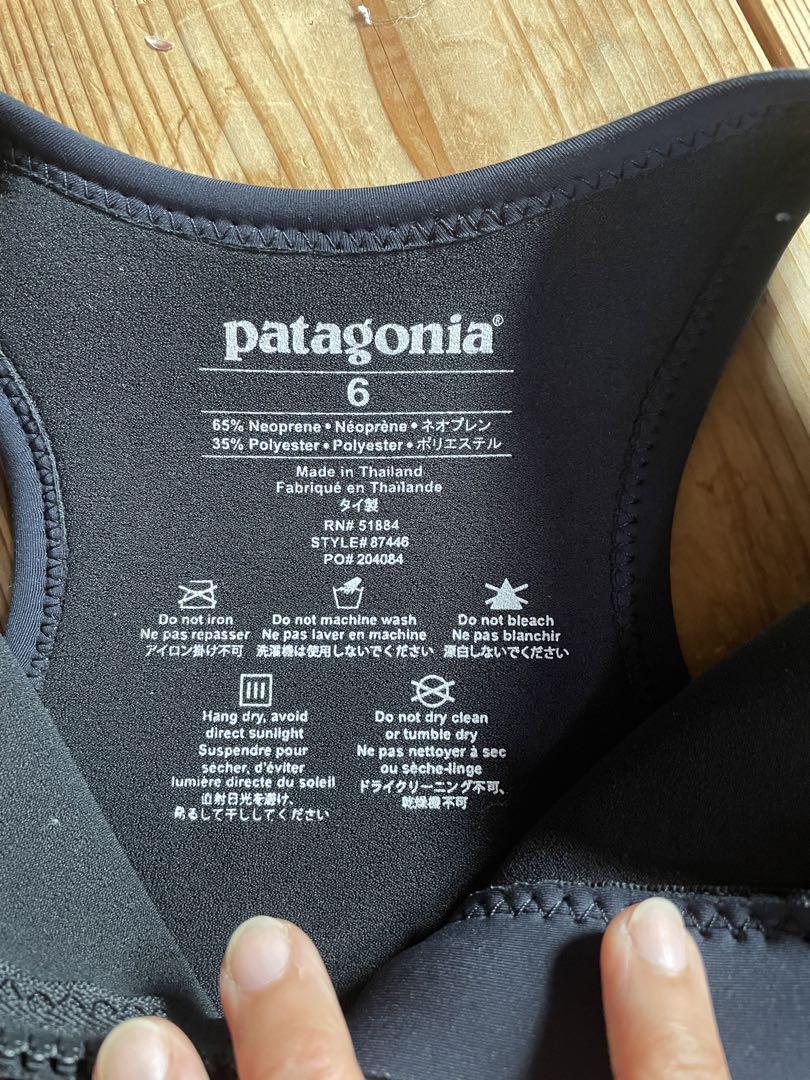 patagonia®
6
65% Neoprene • Néoprène • ネオプレン
35% Polyester • Polyester • ポリエステル
Made in Thailand
Fabriqué en Thaïlande
タイ製
RN# 51884
STYLE# 87446
PO# 204084
Do not iron
Ne pas repasser
アイロン掛け不可
Do not machine wash
Ne pas laver en machine
洗濯機は使用しないでください
Do not bleach
Ne pas blanchir
漂白しないでください
Hang dry, avoid
direct sunlight
Suspendre pour
sécher, d'éviter
lumière directe du soleil
直射日光を避け、
吊るして干ししてください
Do not dry clean
or tumble dry
Ne pas nettoyer à sec
ou sèche-linge
ドライクリーニング不可、
乾燥機不可